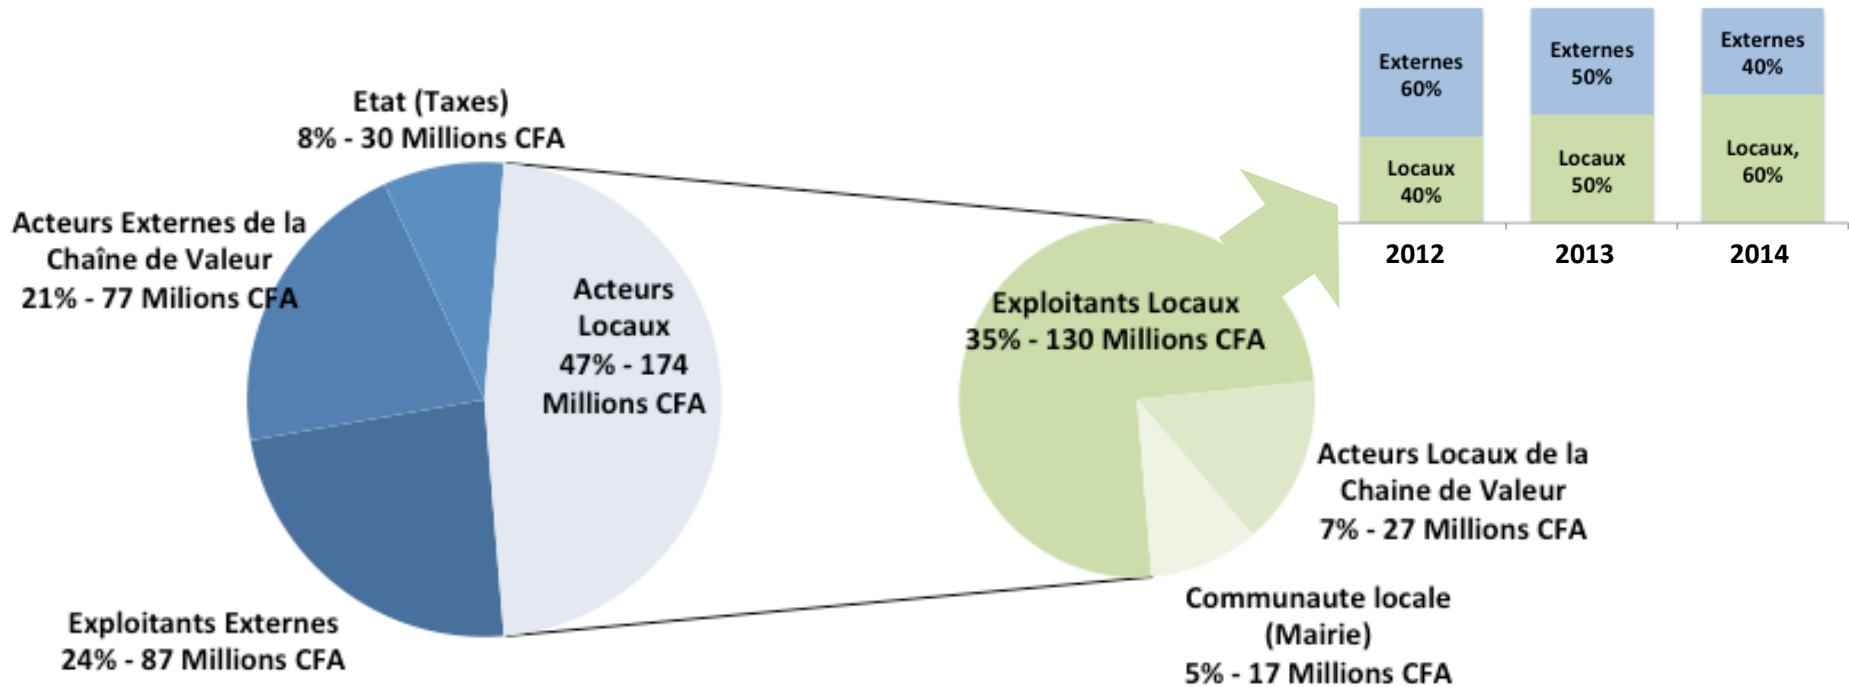 Etat (Taxes)
8% - 30 Millions CFA
Acteurs Externes de la
Chaîne de Valeur
21% - 77 Milions CFA
Exploitants Externes
24% - 87 Millions CFA
Acteurs
Locaux
47% - 174
Millions CFA
Exploitants Locaux
35% - 130 Millions CFA
Acteurs Locaux de la
Chaine de Valeur
7% - 27 Millions CFA
Communaute locale
(Mairie)
5% - 17 Millions CFA
Externes
60%
Locaux
40%
2012
Externes
50%
Locaux
50%
2013
Externes
40%
Locaux,
60%
2014